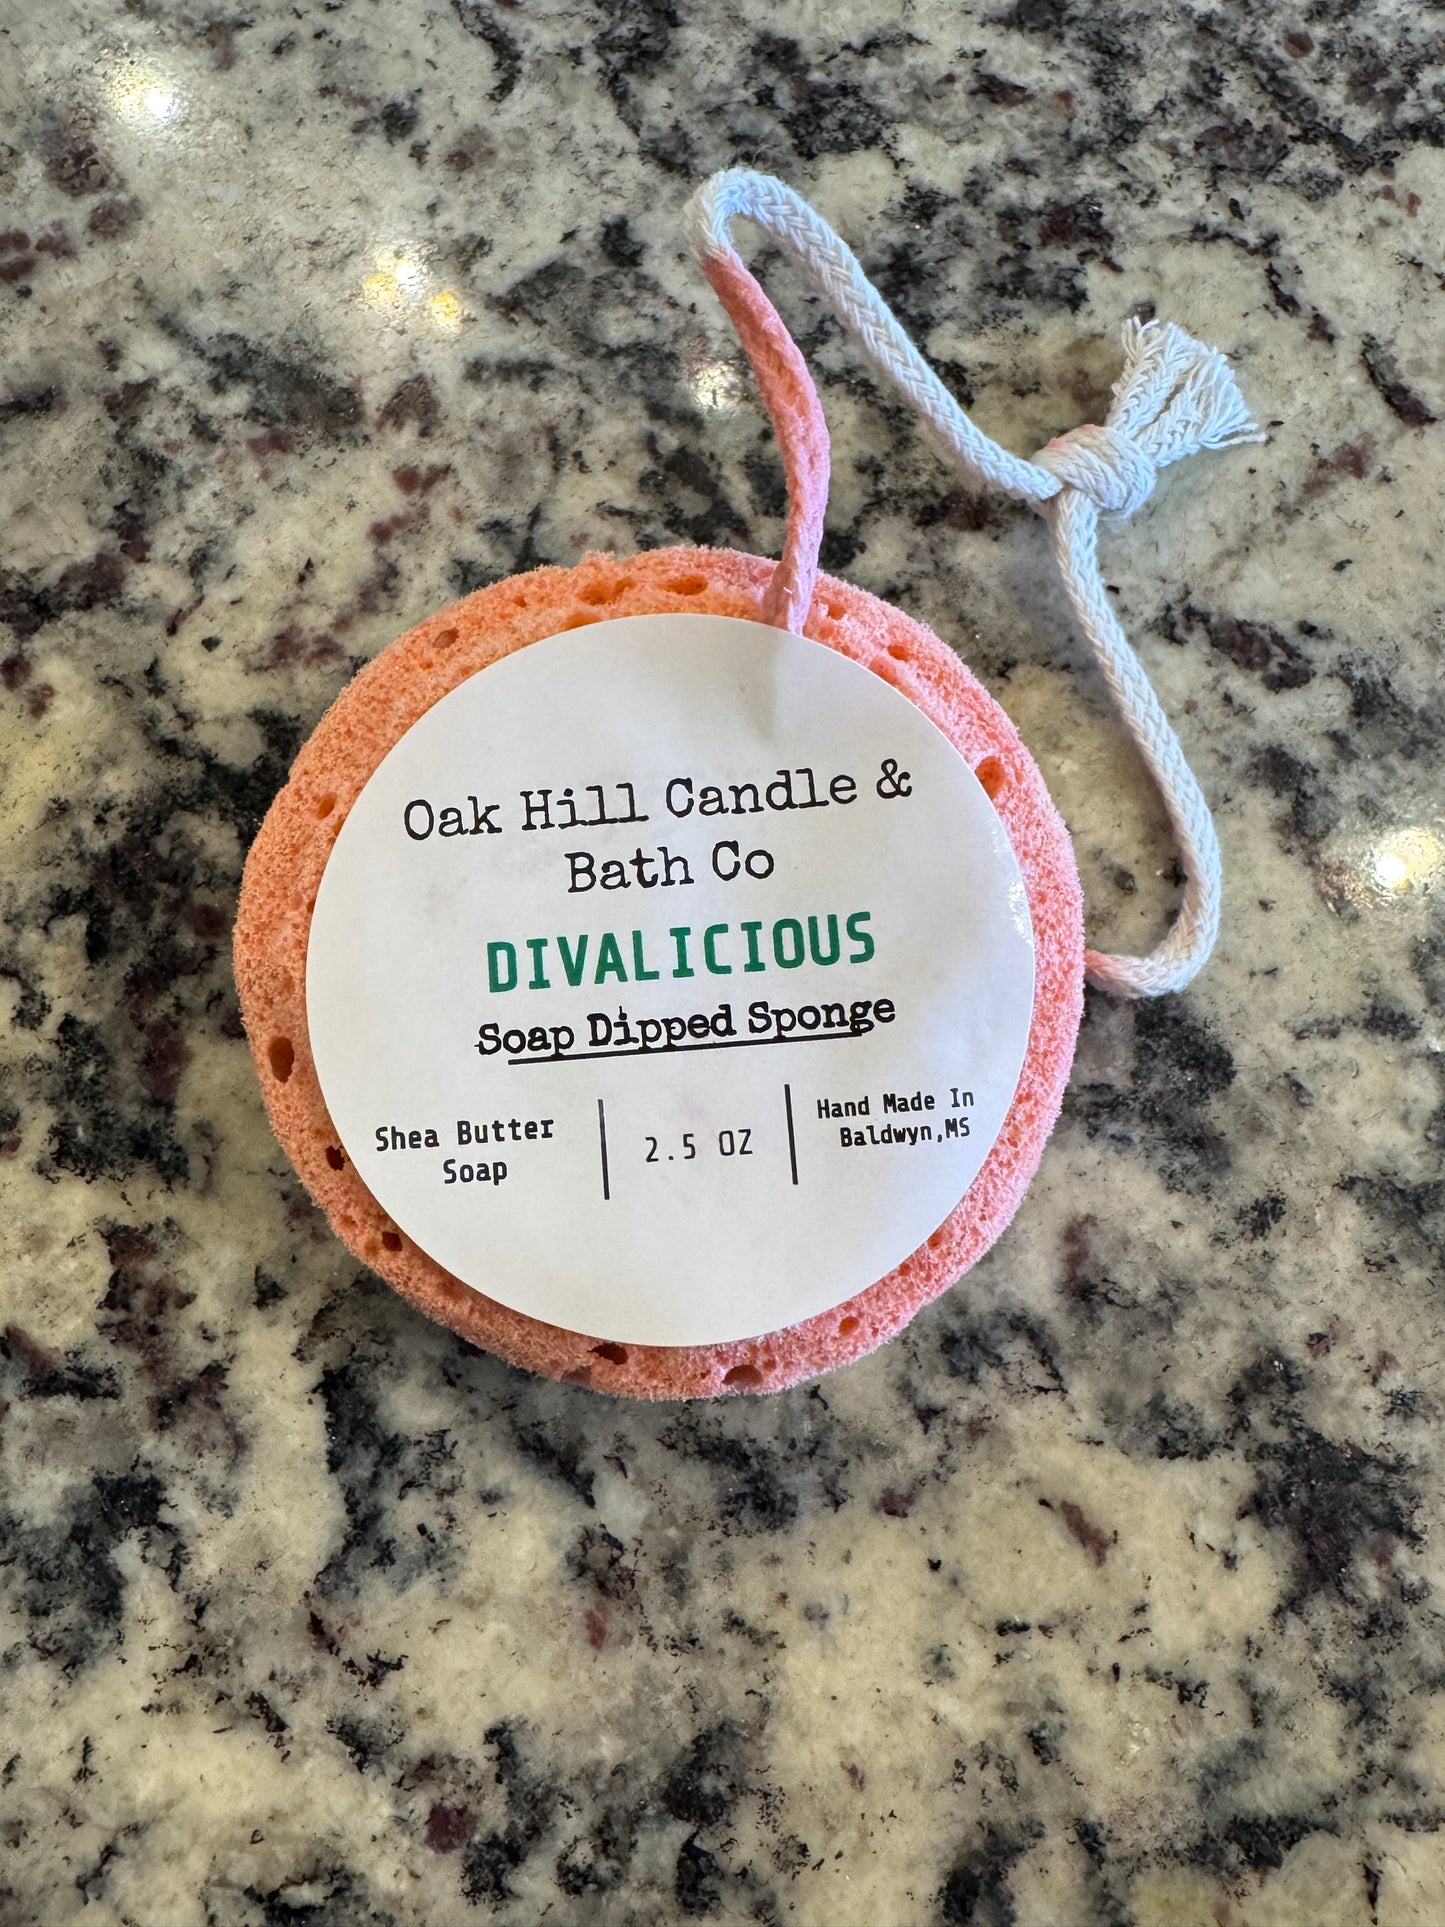 Oak Hill Candle &
Bath Co
DIVALICIOUS
Soap Dipped Sponge
Shea Butter
Soap
2.5 OZ
Hand Made In
Baldwyn,MS